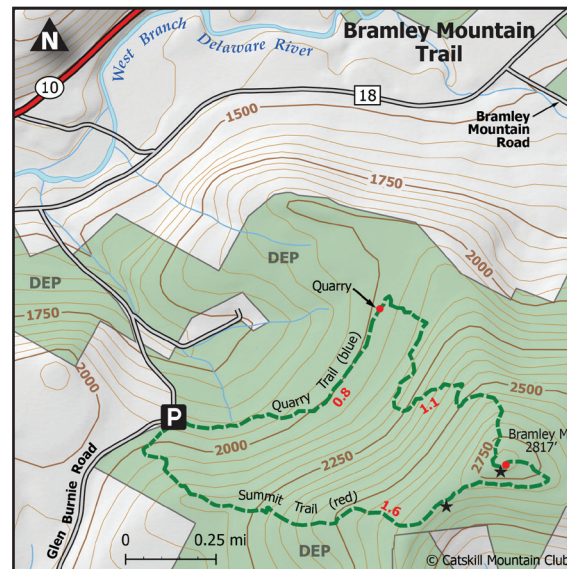 N
Bramley Mountain
Trail
West Branch Delaware River
10
18
1500
Bramley
Mountain
Road
1750
2000
DEP
DEP
Quarry
1750
2000
Quarry Trail (blue)
0.8
1.1
2500
P
2000
2250
2750
Bramley M
2817'
Summit Trail (red)
1.6
Glen Burnie Road
DEP
0
0.25 mi
© Catskill Mountain Club